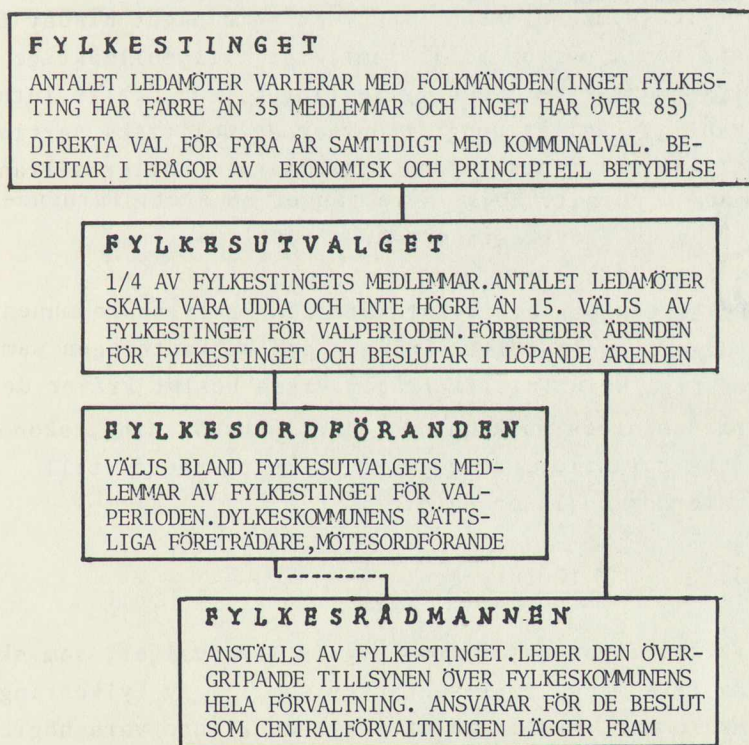 FYLKESTINGET
ANTALET LEDAMÖTER VARIERAR MED FOLKMÄNGDEN(INGET FYLKES-
TING HAR FÄRRE ÄN 35 MEDLEMMAR OCH INGET HAR ÖVER 85)
DIREKTA VAL FÖR FYRA ÅR SAMTIDIGT MED KOMMUNALVAL. BE-
SLUTAR I FRÅGOR AV EKONOMISK OCH PRINCIPIELL BETYDELSE
FYLKESUTVALGET
1/4 AV FYLKESTINGETS MEDLEMMAR.ANTALET LEDAMÖTER
SKALL VARA UDDA OCH INTE HÖGRE ÄN 15. VÄLJS AV
FYLKESTINGET FÖR VALPERIODEN.FÖRBEREDER ÄRENDEN
FÖR FYLKESTINGET OCH BESLUTAR I LÖPANDE ÄRENDEN
FYLKESORDFÖRANDEN
VÄLJS BLAND FYLKESUTVALGETS MED-
LEMMAR AV FYLKESTINGET FÖR VAL-
PERIODEN.DYLKESKOMMUNENS RÄTTS-
LIGA FÖRETRÄDARE,MÖTESORDFÖRANDE
FYLKESRÅDMANNEN
ANSTÄLLS AV FYLKESTINGET.LEDER DEN ÖVER-
GRIPANDE TILLSYNEN ÖVER FYLKESKOMMUNENS
HELA FÖRVALTNING. ANSVARAR FÖR DE BESLUT
SOM CENTRALFÖRVALTNINGEN LÄGGER FRAM